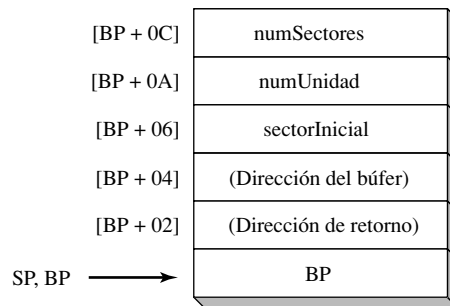 [BP + 0C] numSectores
[BP + 0A] numUnidad
[BP + 06] sectorInicial
[BP + 04] (Dirección del búfer)
[BP + 02] (Dirección de retorno)
SP, BP BP